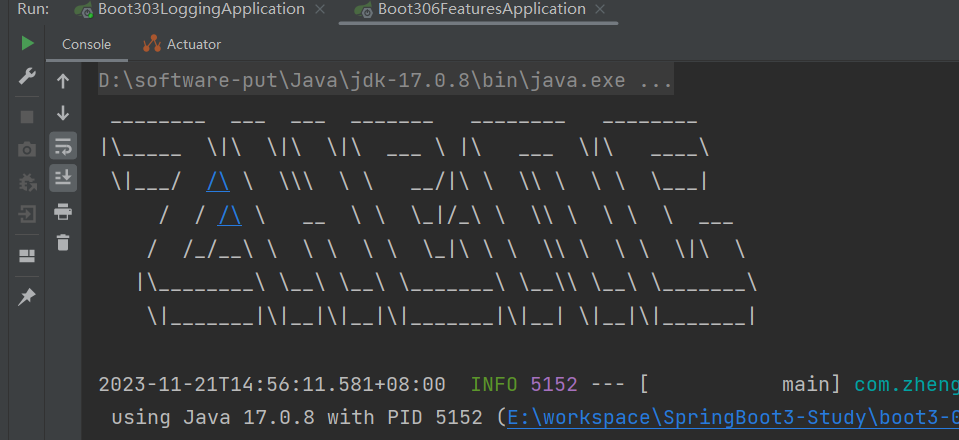 Run: Boot303LoggingApplication × Boot306FeaturesApplication ×
Console Actuator
D:\software-put\Java\jdk-17.0.8\bin\java.exe ...
 ________  ___  ___  _______   ________   ________
|\_____  \|\  \|\  \|\  ___ \ |\   ___  \|\   ____\
 \|___/  /\ \  \\\  \ \   __/|\ \  \\ \  \ \  \___|
     /  / /\ \   __  \ \  \_|/_\ \  \\ \  \ \  \  ___
    /  /_/__\ \  \ \  \ \  \_|\ \ \  \\ \  \ \  \|\  \
   |\________\ \__\ \__\ \_______\ \__\\ \__\ \_______\
    \|_______|\|__|\|__|\|_______|\|__| \|__|\|_______|
2023-11-21T14:56:11.581+08:00  INFO 5152 --- [           main] com.zheng
 using Java 17.0.8 with PID 5152 (E:\workspace\SpringBoot3-Study\boot3-0